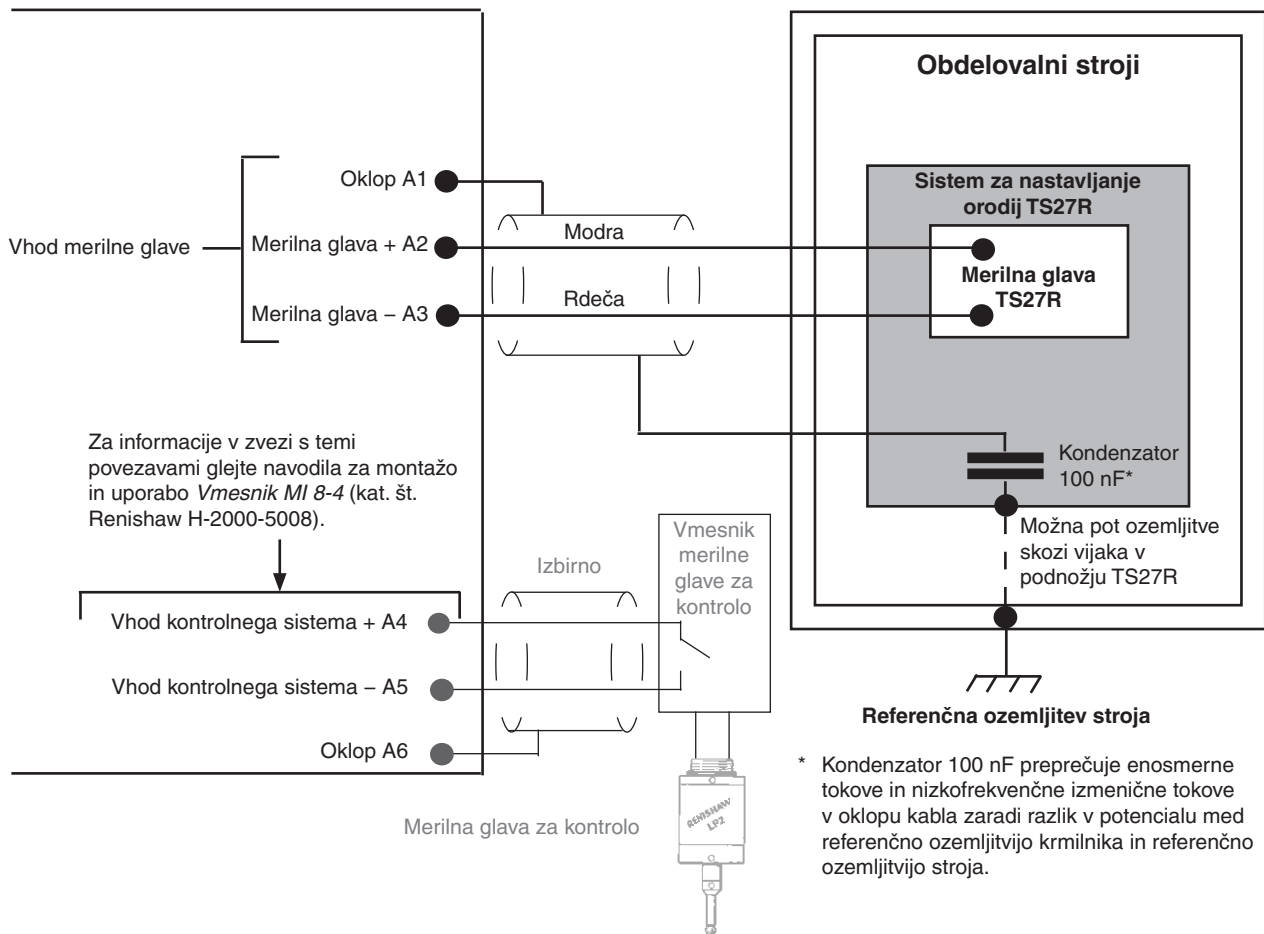 Obdelovalni stroji
Oklop A1
Vhod merilne glave
Merilna glava + A2
Merilna glava – A3
Modra
Rdeča
Sistem za nastavljanje
orodij TS27R
Merilna glava
TS27R
Kondenzator
100 nF*
Možna pot ozemljitve
skozi vijaka v
podnožju TS27R
Referenčna ozemljitev stroja
Za informacije v zvezi s temi
povezavami glejte navodila za montažo
in uporabo Vmesnik MI 8-4 (kat. št.
Renishaw H-2000-5008).
Vhod kontrolnega sistema + A4
Vhod kontrolnega sistema – A5
Oklop A6
Izbirno
Vmesnik
merilne
glave za
kontrolo
RENISHAW
LP2
Merilna glava za kontrolo
* Kondenzator 100 nF preprečuje enosmerne
tokove in nizkofrekvenčne izmenične tokove
v oklopu kabla zaradi razlik v potencialu med
referenčno ozemljitvijo krmilnika in referenčno
ozemljitvijo stroja.